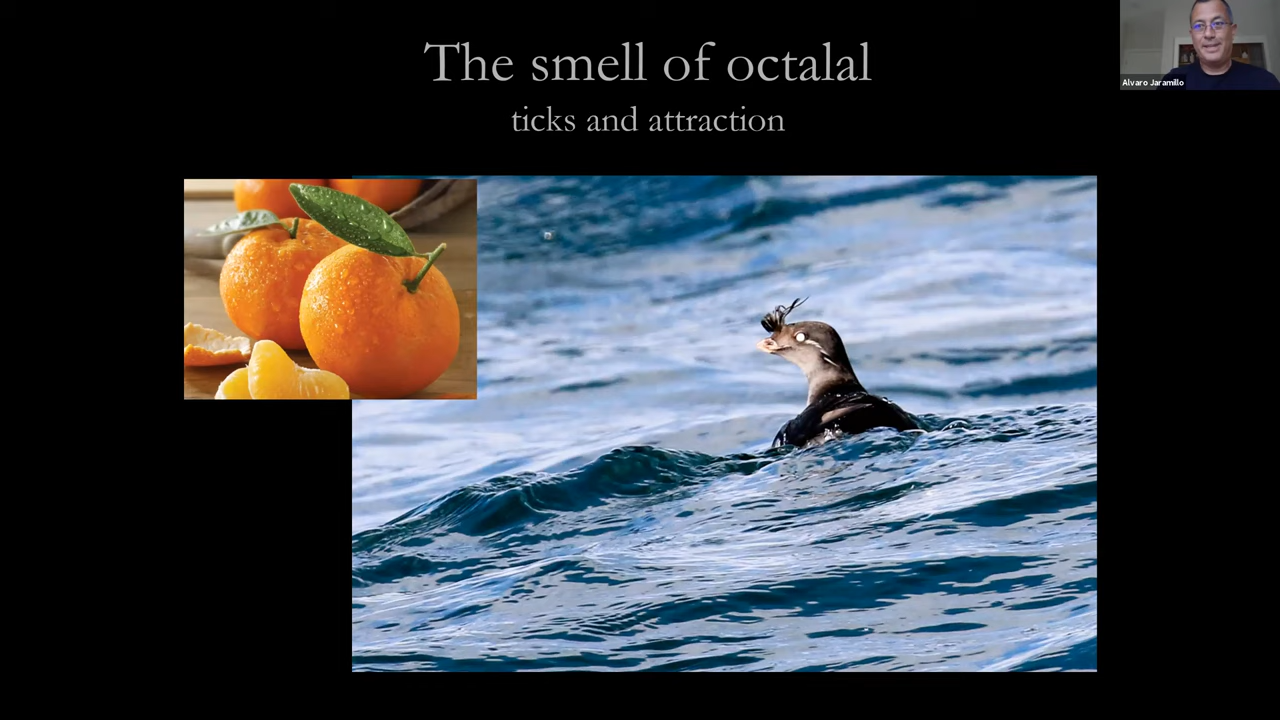 The smell of octalal
ticks and attraction
Alvaro Jaramillo